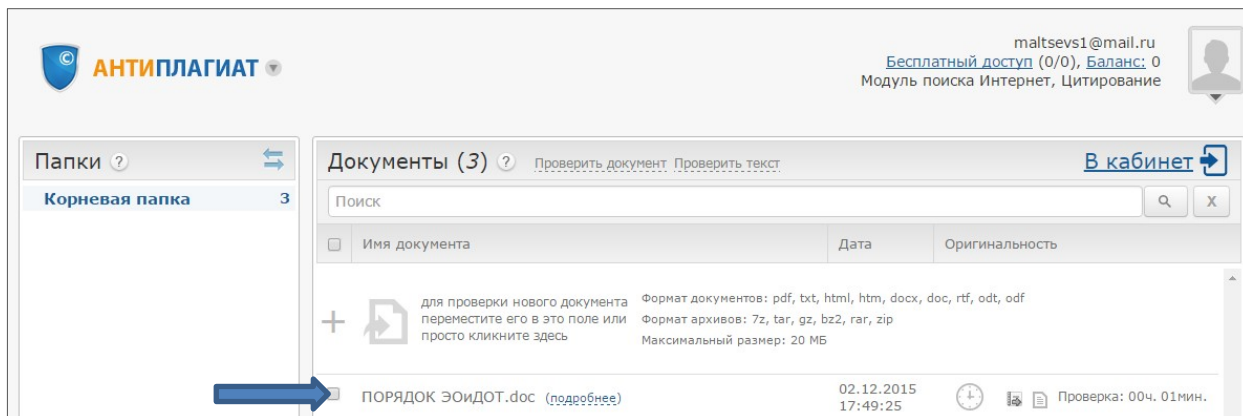 maltsevs1@mail.ru
Бесплатный доступ (0/0), Баланс: 0
Модуль поиска Интернет, Цитирование
© АНТИПЛАГИАТ
Папки ?
Корневая папка 3
Документы (3) ? Проверить документ Проверить текст В кабинет
Поиск X
Имя документа Дата Оригинальность
для проверки нового документа
переместите его в это поле или
просто кликните здесь
Формат документов: pdf, txt, html, htm, docx, doc, rtf, odt, odf
Формат архивов: 7z, tar, gz, bz2, rar, zip
Максимальный размер: 20 МБ
ПОРЯДОК ЭОиДОТ.doc (подробнее) 02.12.2015
17:49:25
Проверка: 00ч. 01мин.